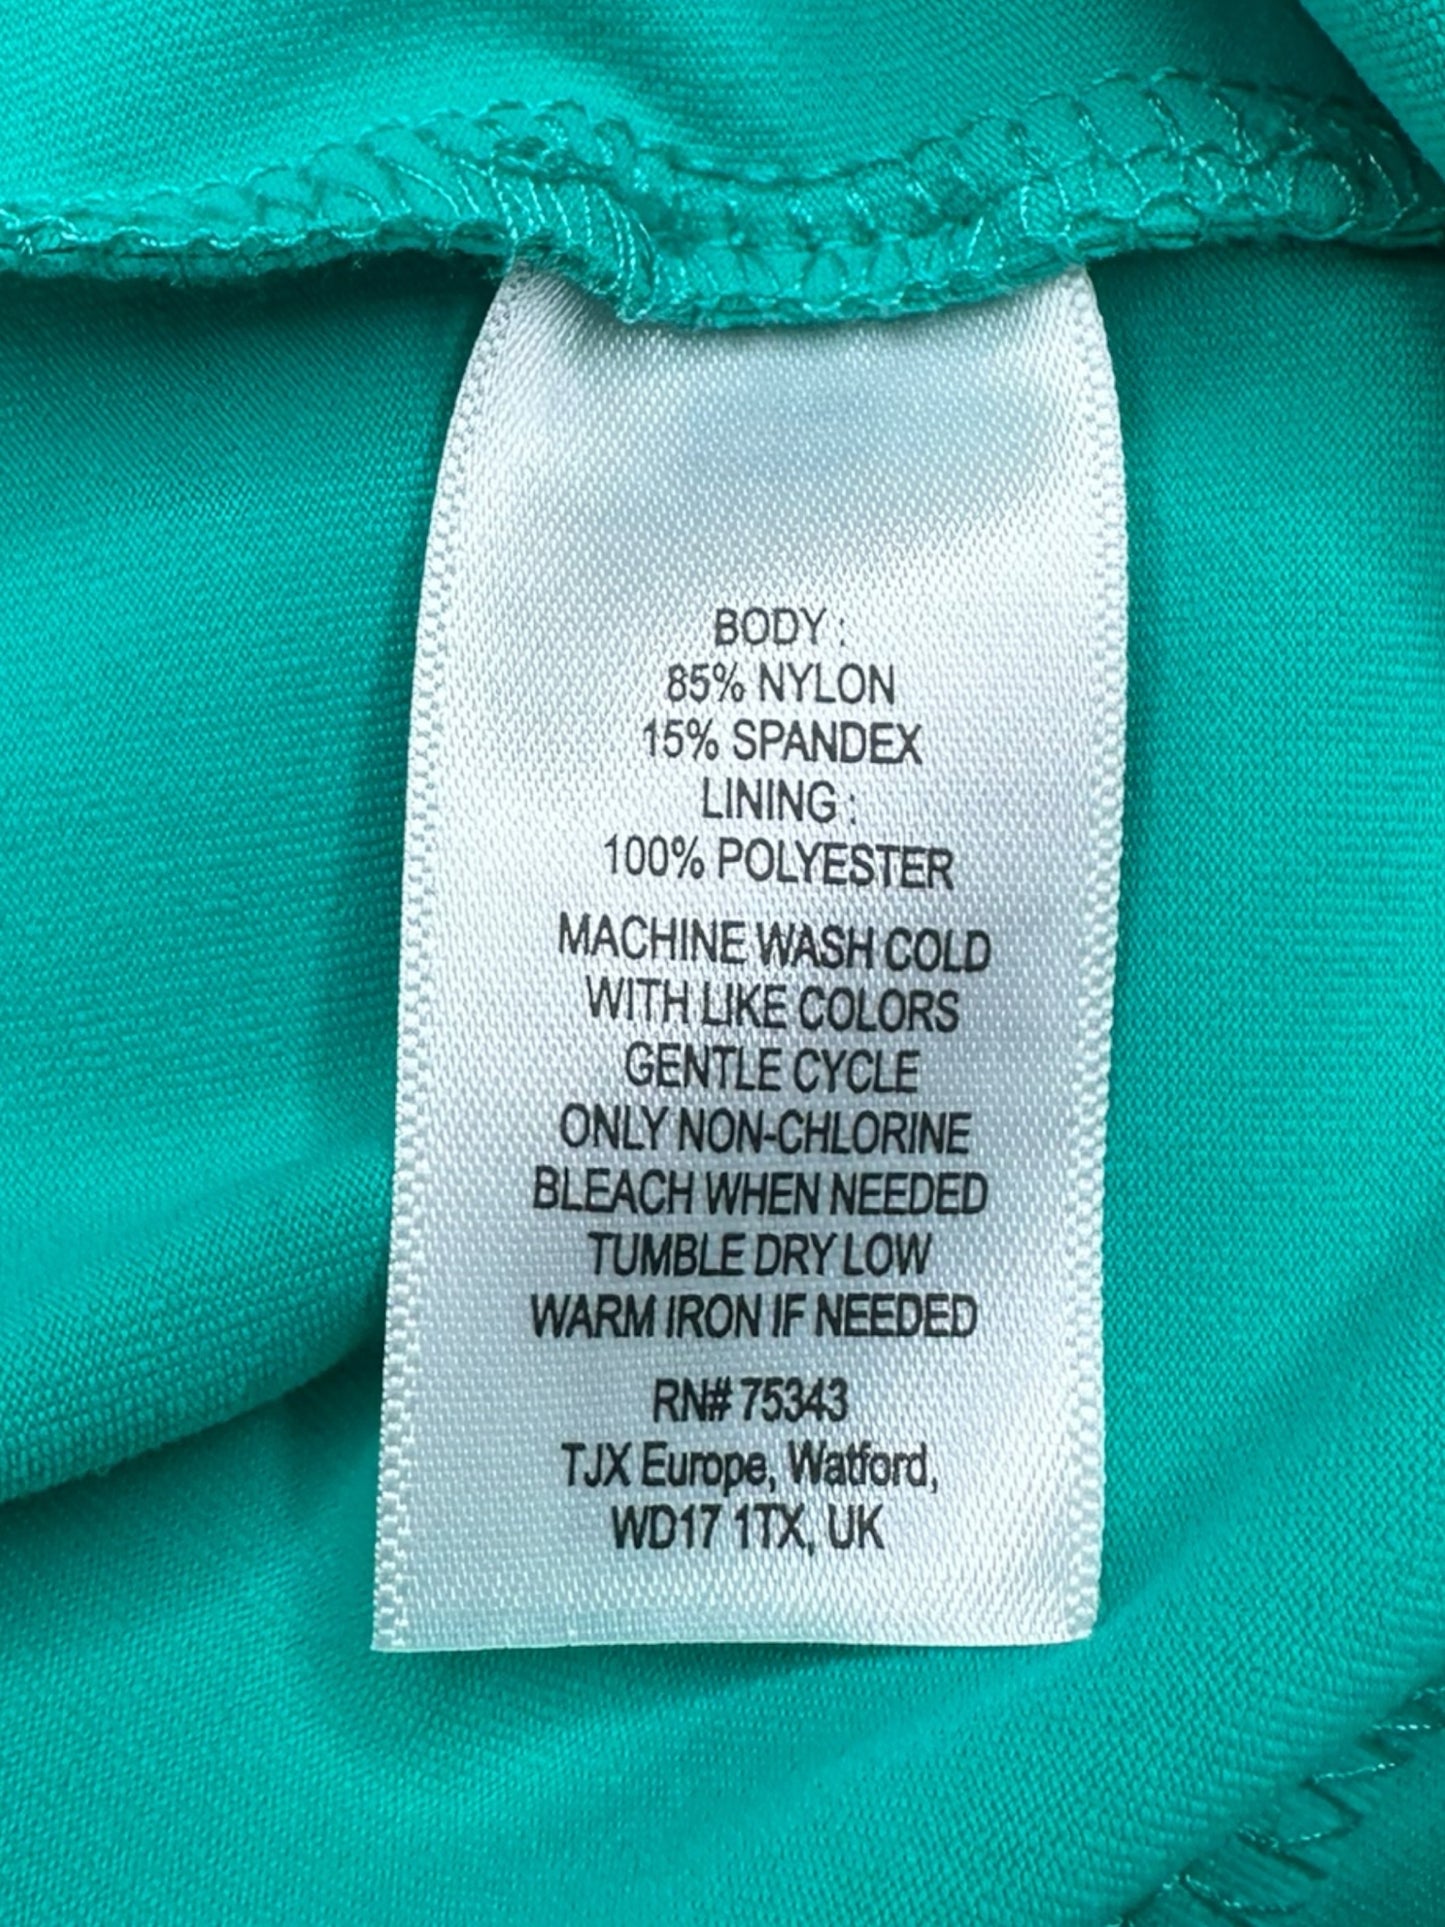 BODY :
85% NYLON
15% SPANDEX
LINING :
100% POLYESTER
MACHINE WASH COLD
WITH LIKE COLORS
GENTLE CYCLE
ONLY NON-CHLORINE
BLEACH WHEN NEEDED
TUMBLE DRY LOW
WARM IRON IF NEEDED
RN# 75343
TJX Europe, Watford,
WD17 1TX, UK